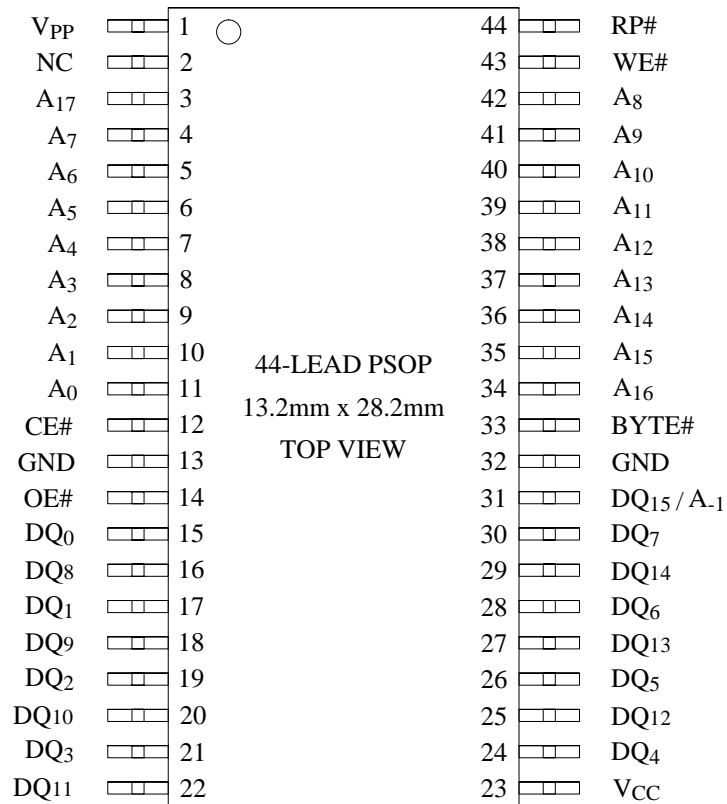 VPP 1 44 RP#
NC 2 43 WE#
A17 3 42 A8
A7 4 41 A9
A6 5 40 A10
A5 6 39 A11
A4 7 38 A12
A3 8 37 A13
A2 9 36 A14
A1 10 35 A15
44-LEAD PSOP
A0 11 34 A16
13.2mm x 28.2mm
CE# 12 33 BYTE#
TOP VIEW
GND 13 32 GND
OE# 14 31 DQ15 / A-1
DQ0 15 30 DQ7
DQ8 16 29 DQ14
DQ1 17 28 DQ6
DQ9 18 27 DQ13
DQ2 19 26 DQ5
DQ10 20 25 DQ12
DQ3 21 24 DQ4
DQ11 22 23 VCC